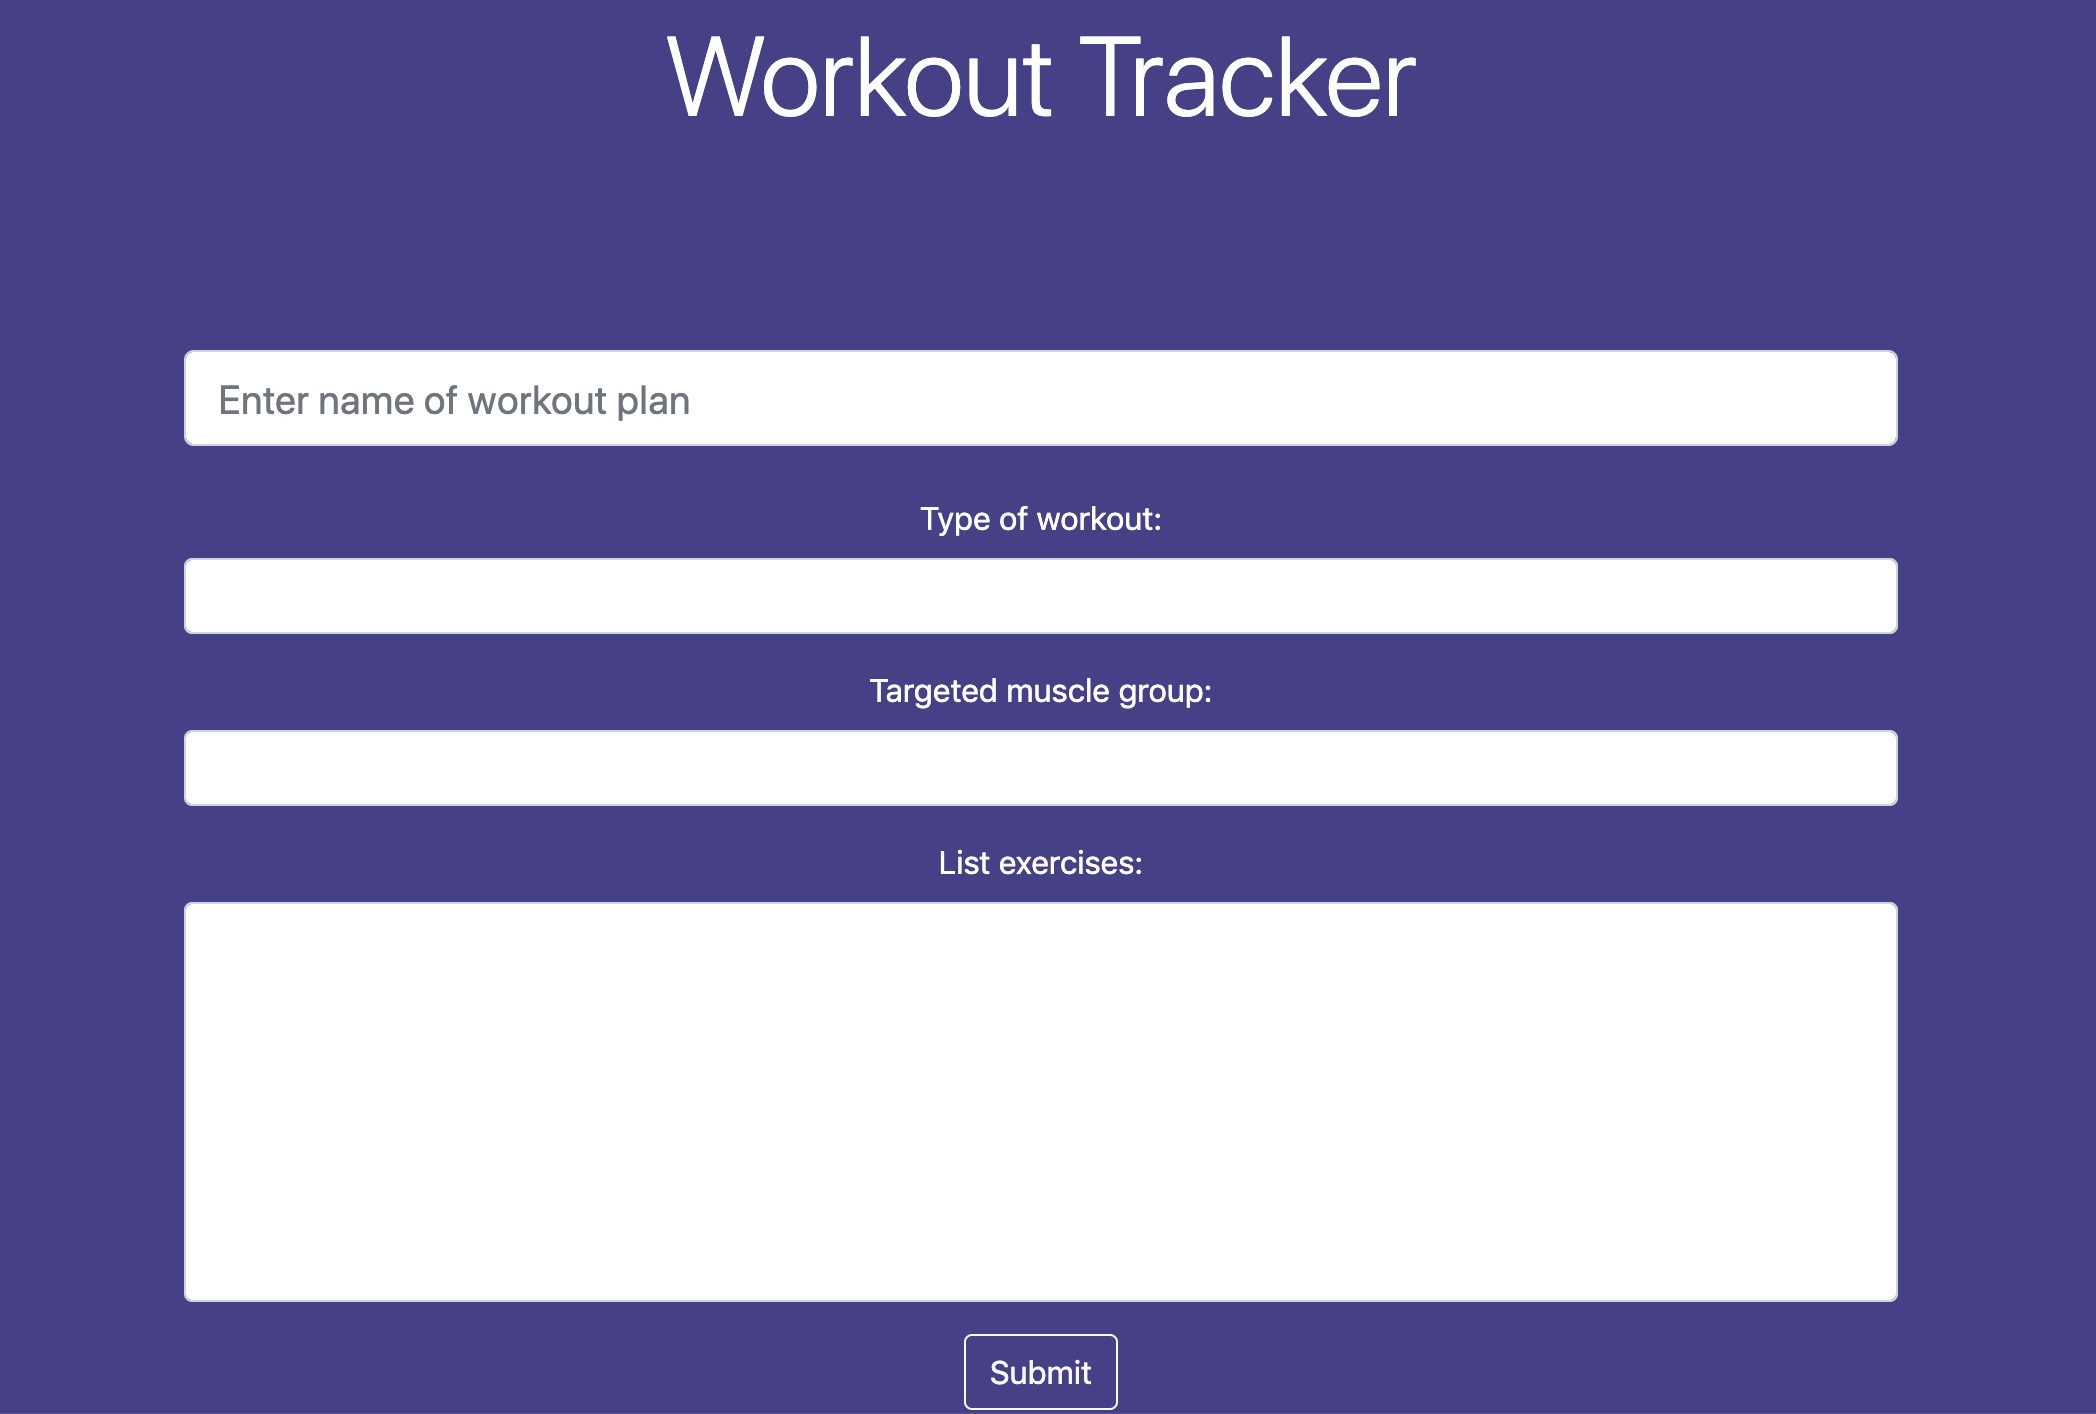 Workout Tracker
Enter name of workout plan
Type of workout:
Targeted muscle group:
List exercises:
Submit